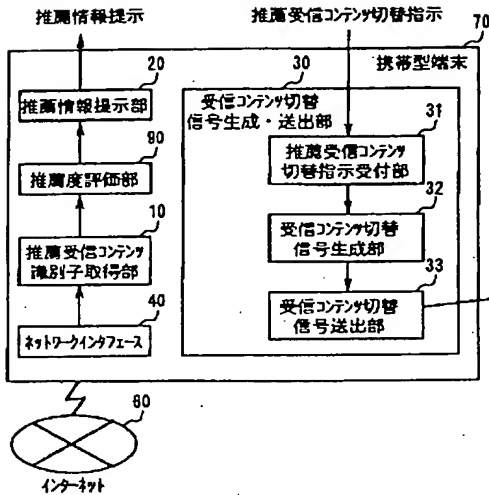 推薦情報提示
推薦受信コンテンツ切替指示
70
携帯型端末
20
推薦情報提示部
90
推薦度評価部
10
推薦受信コンテンツ
識別子取得部
40
ネットワークインタフェース
30
受信コンテンツ切替
信号生成・送出部
31
推薦受信コンテンツ
切替指示受付部
32
受信コンテンツ切替
信号生成部
33
受信コンテンツ切替
信号送出部
60
インターネット